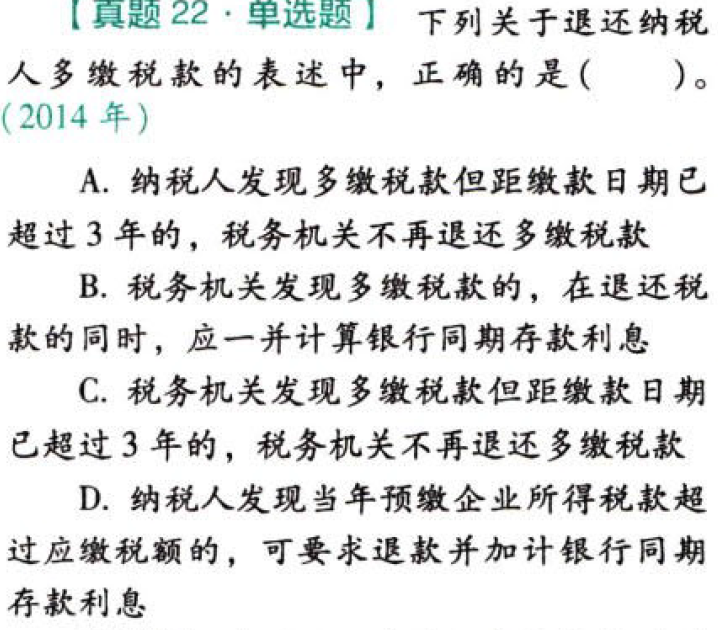 【真题22·单选题】 下列关于退还纳税
人多缴税款的表述中，正确的是(    )。
(2014年)
A. 纳税人发现多缴税款但距缴款日期已
超过3年的，税务机关不再退还多缴税款
B. 税务机关发现多缴税款的，在退还税
款的同时，应一并计算银行同期存款利息
C. 税务机关发现多缴税款但距缴款日期
已超过3年的，税务机关不再退还多缴税款
D. 纳税人发现当年预缴企业所得税款超
过应缴税额的，可要求退款并加计银行同期
存款利息